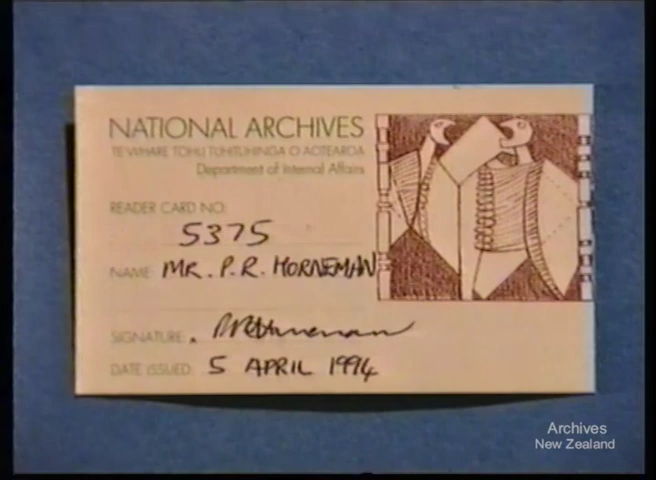 NATIONAL ARCHIVES
TE WHARE TOHU TUHITUHINGA O AOTEAROA
Department of Internal Affairs
READER CARD NO:
5375
NAME: MR. P. R. HORNEMAN
SIGNATURE:
DATE ISSUED: 5 APRIL 1994
Archives
New Zealand